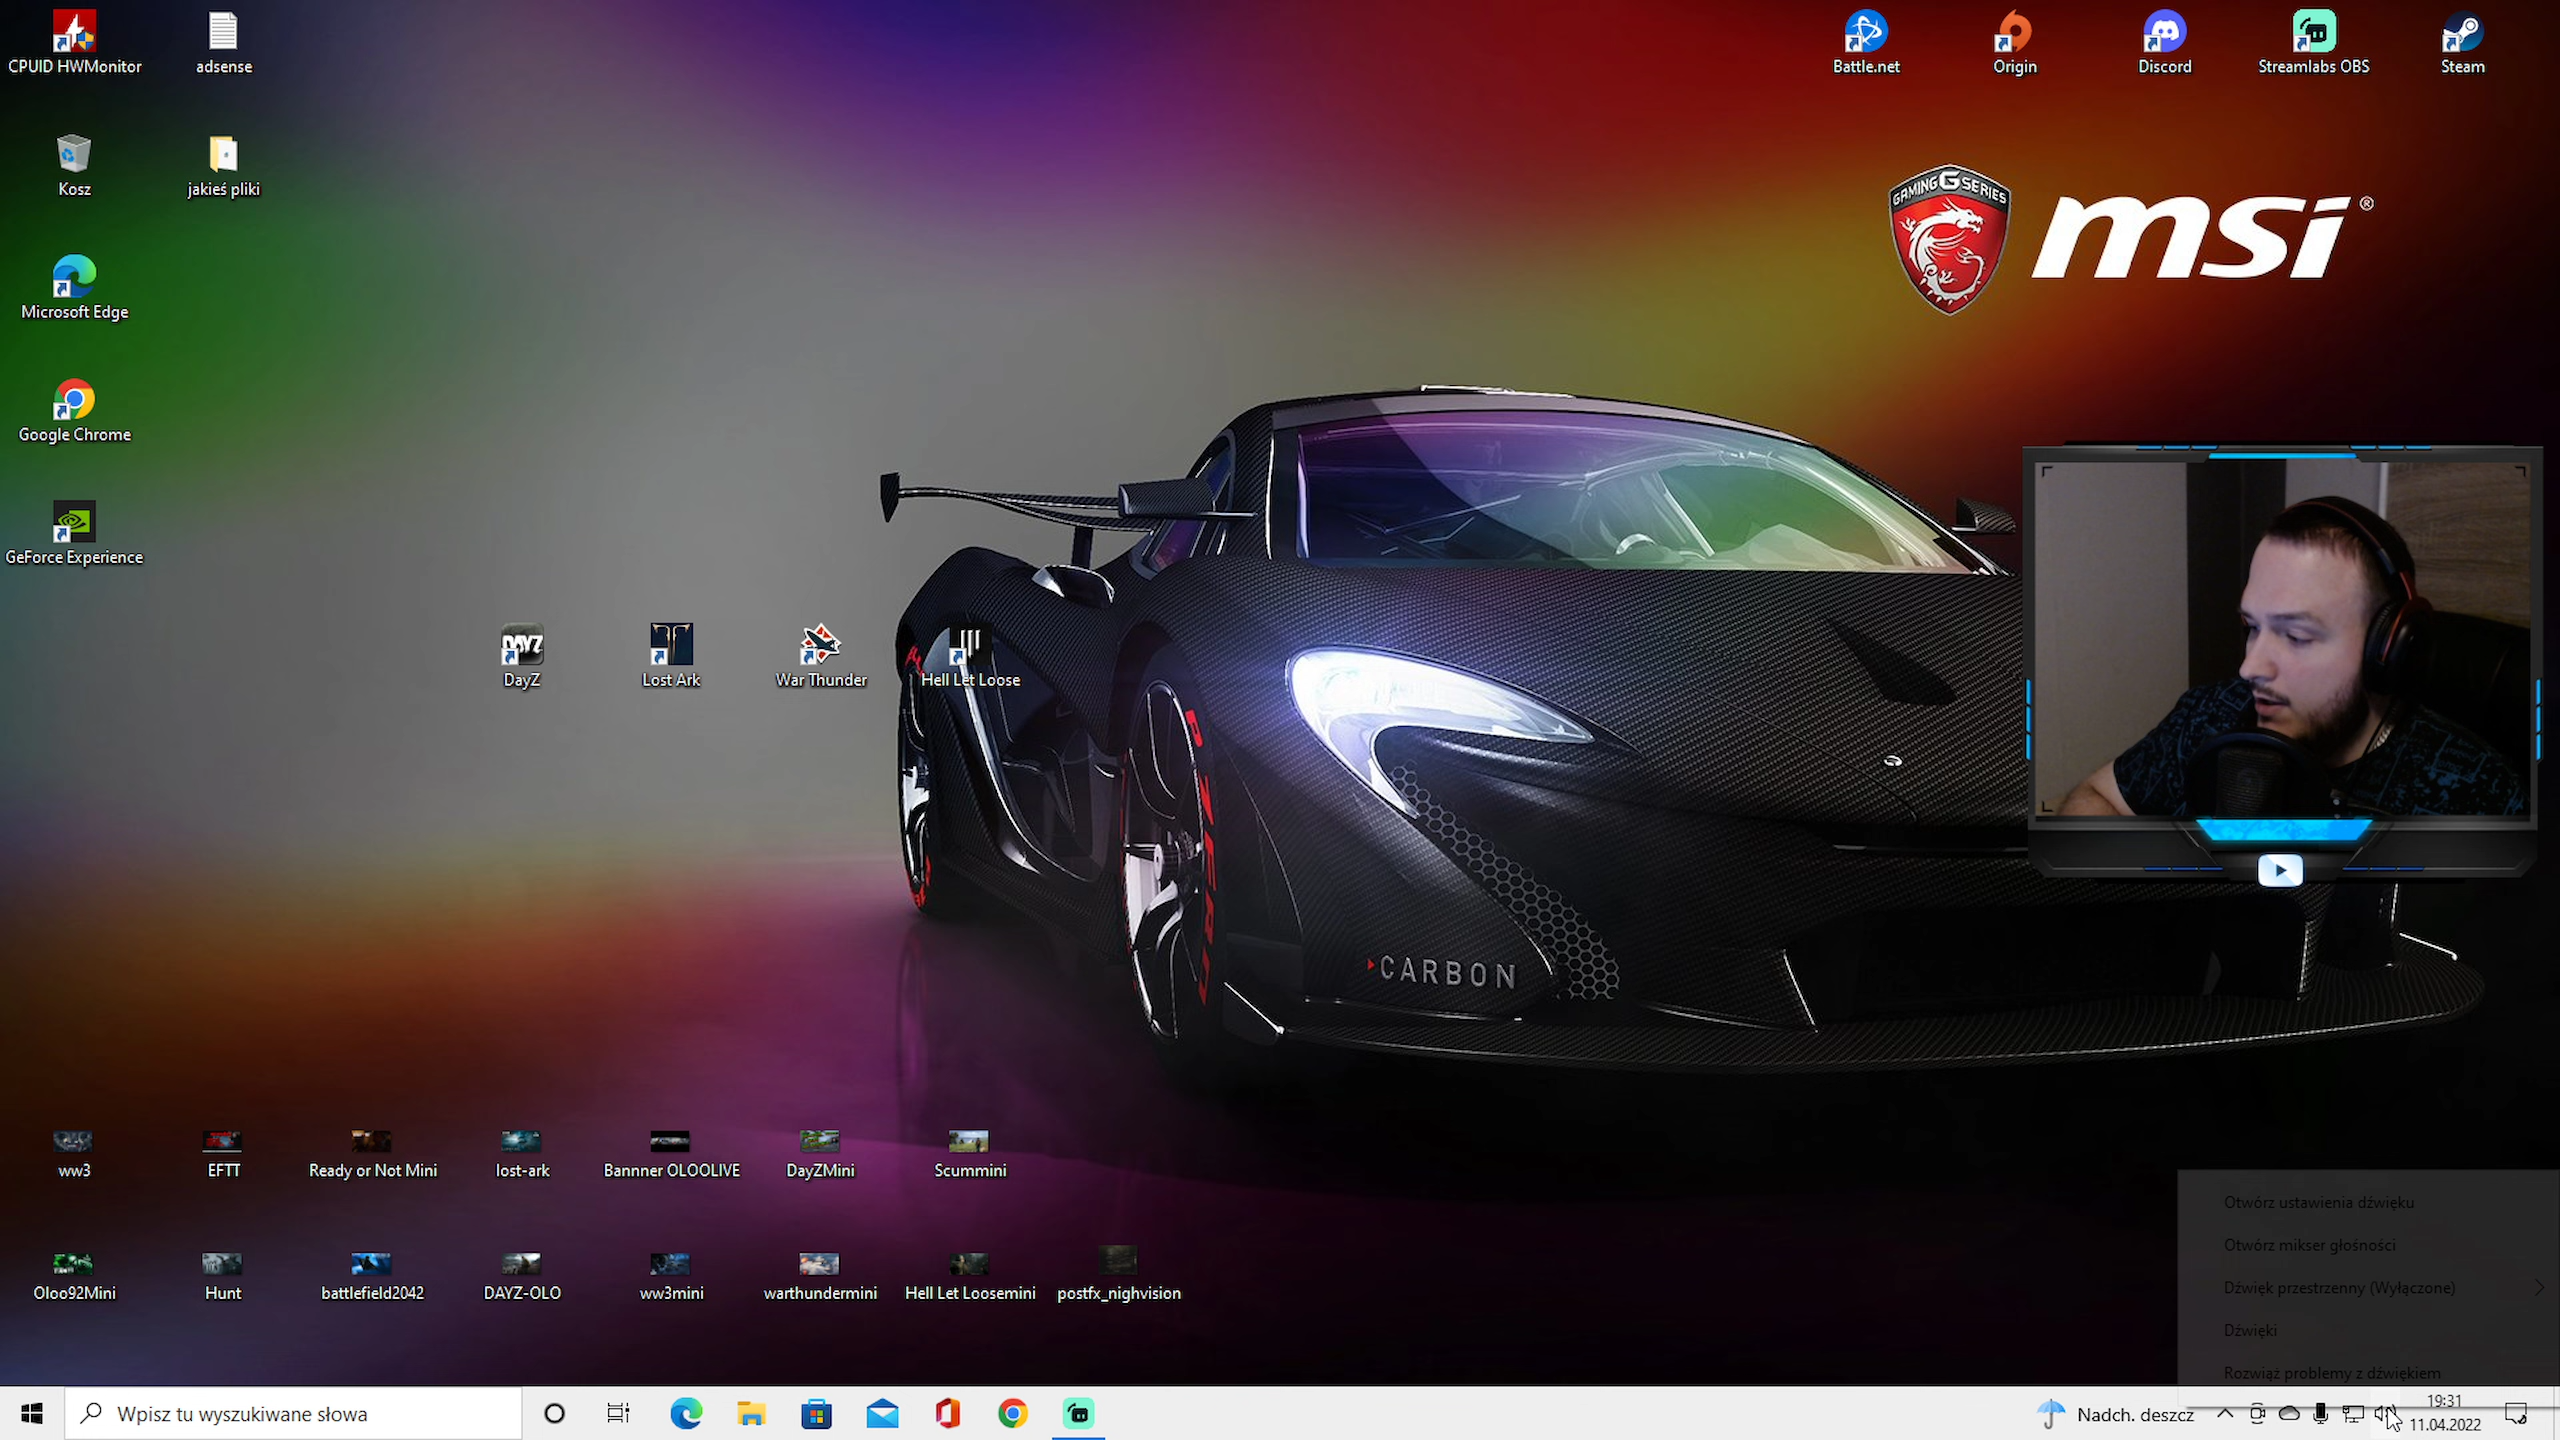 CPUID HWMonitor
adsense
Battle.net
Origin
Discord
Streamlabs OBS
Steam
Kosz
jakieś pliki
GAMING G SERIES
msi®
Microsoft Edge
Google Chrome
GeForce Experience
DAYZ
DayZ
Lost Ark
War Thunder
Hell Let Loose
CARBON
ww3
EFTT
Ready or Not Mini
lost-ark
Bannner OLOOLIVE
DayZMini
Scummini
Oloo92Mini
Hunt
battlefield2042
DAYZ-OLO
ww3mini
warthundermini
Hell Let Loosemini
postfx_nighvision
Otwórz ustawienia dźwięku
Otwórz mikser głośności
Dźwięk przestrzenny (Wyłączone)
Dźwięki
Rozwiąż problemy z dźwiękiem
Wpisz tu wyszukiwane słowa
Nadch. deszcz
19:31
11.04.2022